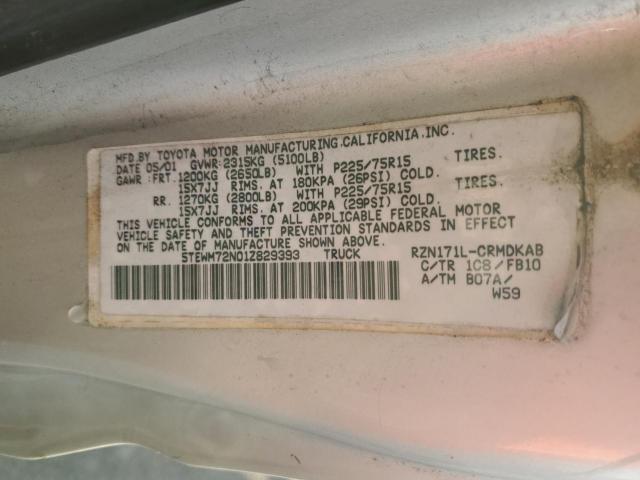 MFD.BY TOYOTA MOTOR MANUFACTURING.CALIFORNIA.INC.
DATE 05/01 GVWR:2315KG (5100LB)
GAWR :FRT. 1200KG (2650LB) WITH P225/75R15 TIRES.
15X7JJ RIMS. AT 180KPA (26PSI) COLD.
RR. 1270KG (2800LB) WITH P225/75R15 TIRES.
15X7JJ RIMS. AT 200KPA (29PSI) COLD.
THIS VEHICLE CONFORMS TO ALL APPLICABLE FEDERAL MOTOR
VEHICLE SAFETY AND THEFT PREVENTION STANDARDS IN EFFECT
ON THE DATE OF MANUFACTURE SHOWN ABOVE.
5TEWM72N01Z829393 TRUCK RZN171L-CRMDKAB
C/TR 1C8/FB10
A/TM B07A/
W59